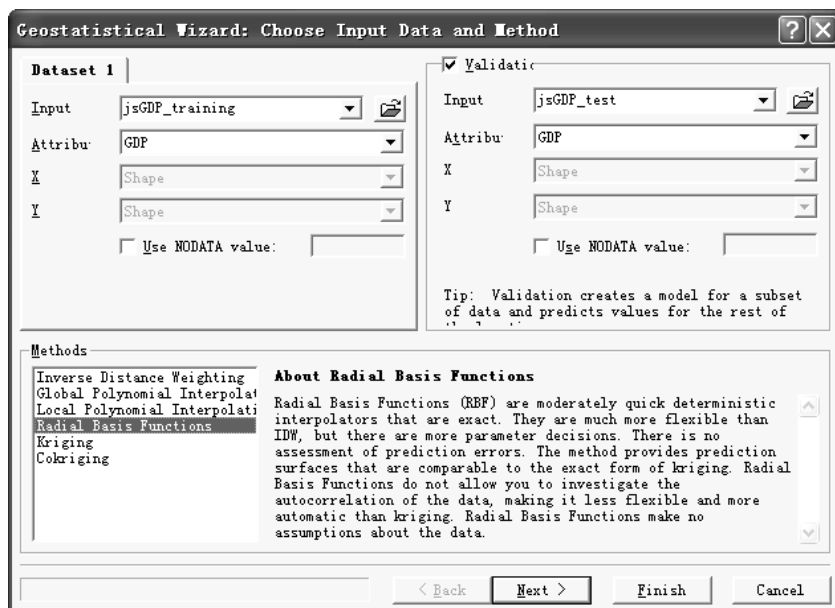 Geostatistical Wizard: Choose Input Data and Method
Dataset 1
Input
jsGDP_training
Attribu
GDP
X
Shape
Y
Shape
Use NODATA value:
Validatic
Input
jsGDP_test
Attribu
GDP
X
Shape
Y
Shape
Use NODATA value:
Tip: Validation creates a model for a subset
of data and predicts values for the rest of
Methods
Inverse Distance Weighting
Global Polynomial Interpolat
Local Polynomial Interpolati
Radial Basis Functions
Kriging
Cokriging
About Radial Basis Functions
Radial Basis Functions (RBF) are moderately quick deterministic
interpolators that are exact. They are much more flexible than
IDW, but there are more parameter decisions. There is no
assessment of prediction errors. The method provides prediction
surfaces that are comparable to the exact form of kriging. Radial
Basis Functions do not allow you to investigate the
autocorrelation of the data, making it less flexible and more
automatic than kriging. Radial Basis Functions make no
assumptions about the data.
< Back
Next >
Finish
Cancel